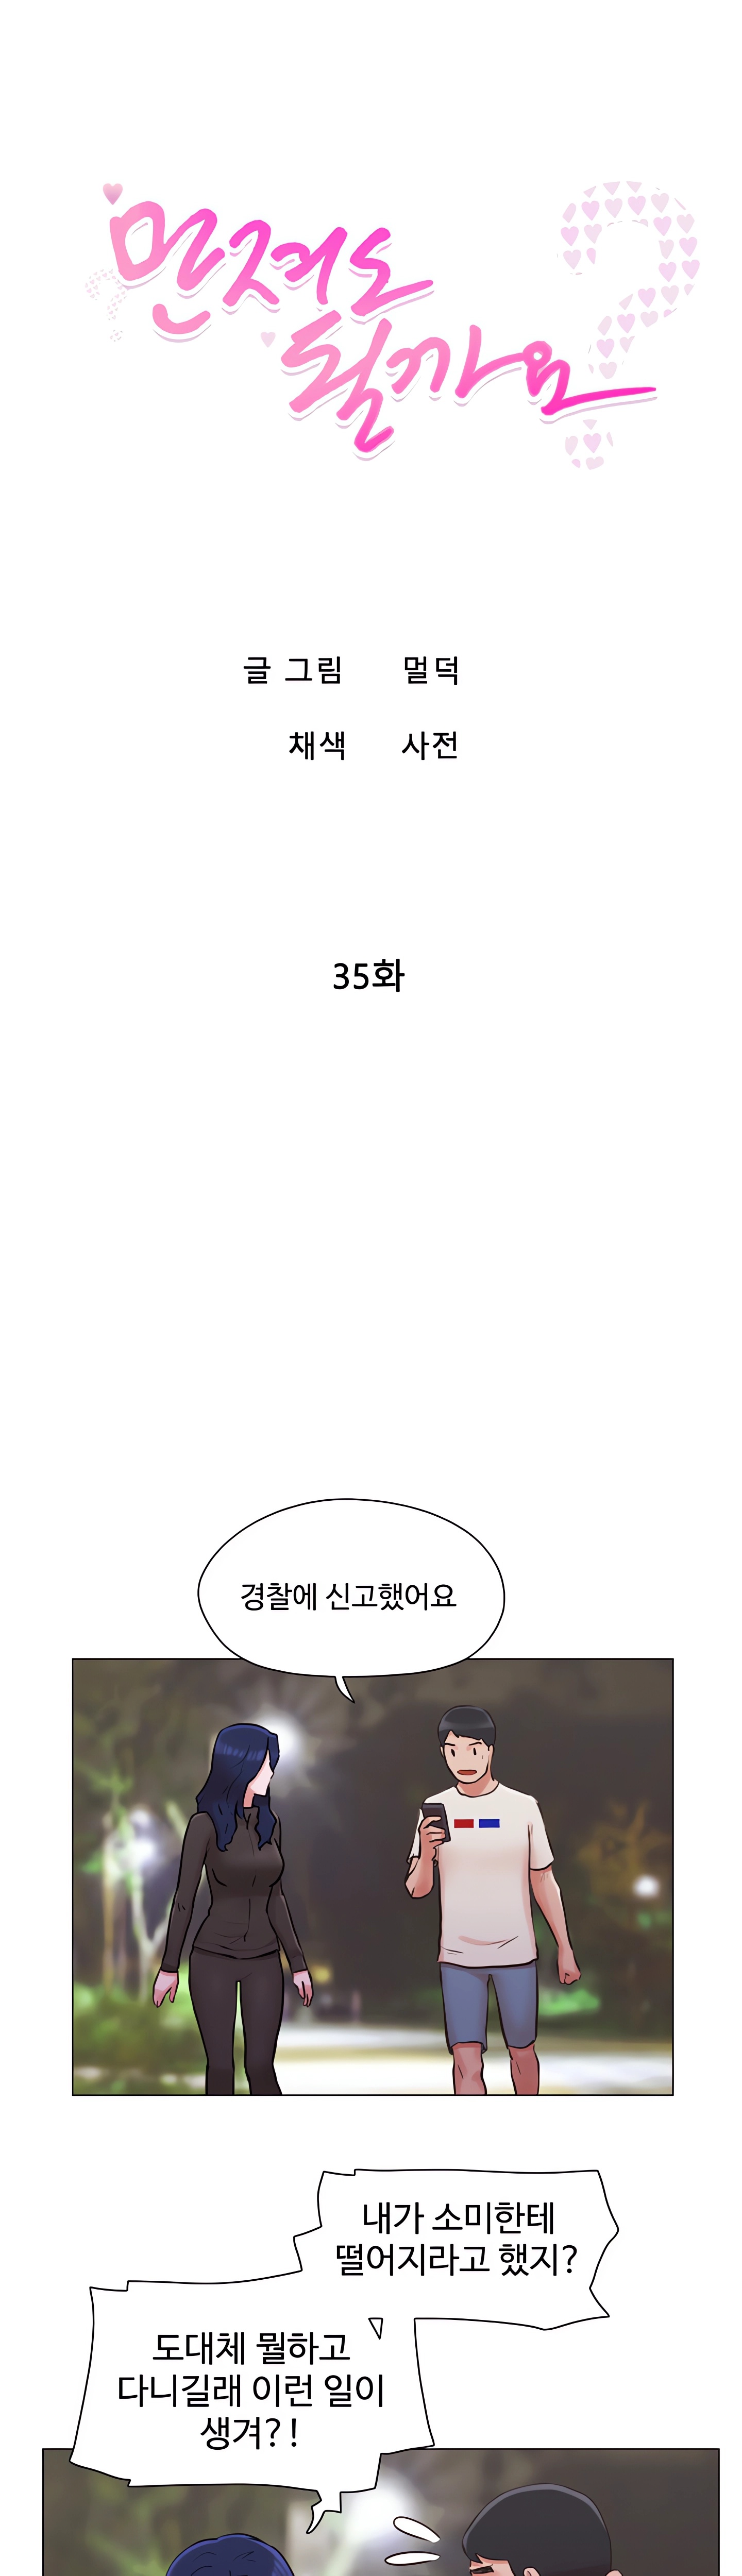 먼저도
될까요?
글 그림 멀덕
채색 사전
35화
경찰에 신고했어요
내가 소미한테
떨어지라고 했지?
도대체 뭘하고
다니길래 이런 일이
생겨?!